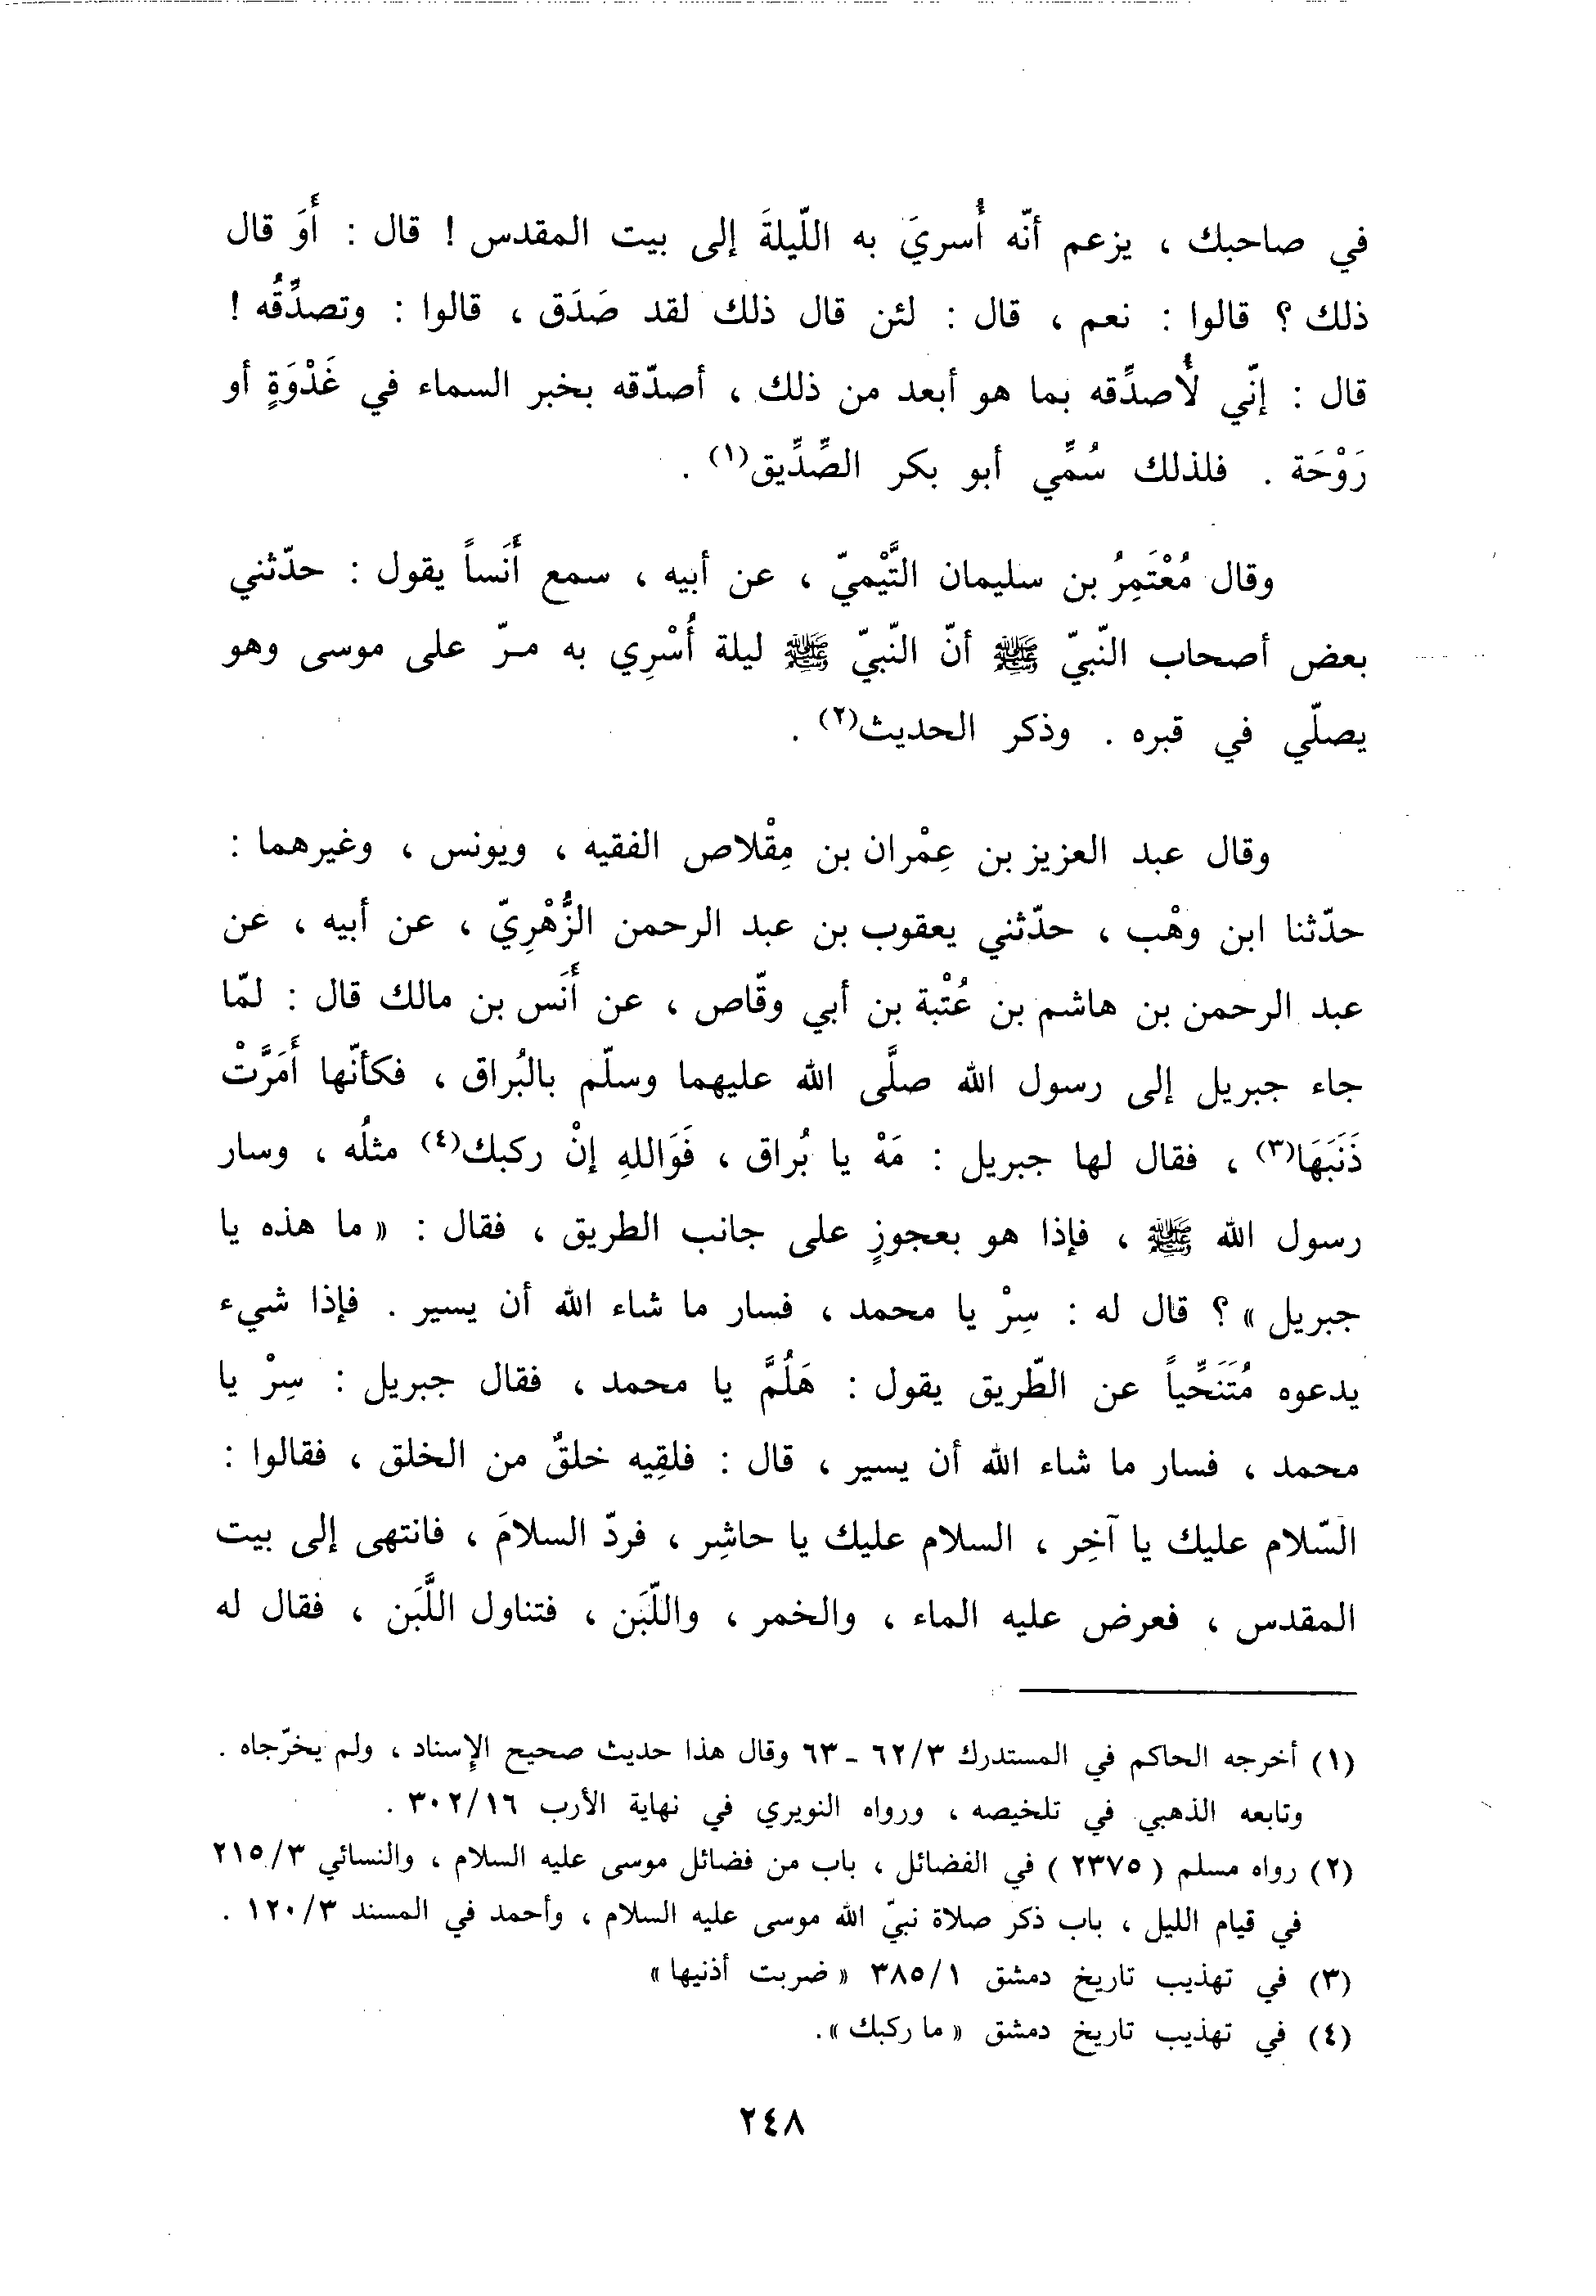 في صاحبك ، يزعم أنّه أُسريَ به اللّيلةَ إلى بيت المقدس ! قال : أَوَ قال
ذلك ؟ قالوا : نعم ، قال : لئن قال ذلك لقد صَدَق ، قالوا : وتصدِّقُه !
قال : إنّي لأُصدِّقه بما هو أبعد من ذلك ، أصدّقه بخبر السماء في غَدْوَةٍ أو
رَوْحَة . فلذلك سُمِّي أبو بكر الصِّدِّيق(١) .
وقال مُعْتَمِرُ بن سليمان التَّيْميّ ، عن أبيه ، سمع أَنَساً يقول : حدّثني
بعض أصحاب النّبيّ ﷺ أنّ النّبيّ ﷺ ليلة أُسْرِي به مـرّ على موسى وهو
يصلّي في قبره . وذكر الحديث(٢) .
وقال عبد العزيز بن عِمْران بن مِقْلاص الفقيه ، ويونس ، وغيرهما :
حدّثنا ابن وهْب ، حدّثني يعقوب بن عبد الرحمن الزُّهْرِيّ ، عن أبيه ، عن
عبد الرحمن بن هاشم بن عُتْبة بن أبي وقّاص ، عن أَنَس بن مالك قال : لمّا
جاء جبريل إلى رسول الله صلَّى الله عليهما وسلّم بالبُراق ، فكأنّها أَمَرَّتْ
ذَنَبَهَا(٣) ، فقال لها جبريل : مَهْ يا بُراق ، فَوَاللهِ إنْ ركبك(٤) مثلُه ، وسار
رسول الله ﷺ ، فإذا هو بعجوزٍ على جانب الطريق ، فقال : « ما هذه يا
جبريل » ؟ قال له : سِرْ يا محمد ، فسار ما شاء الله أن يسير . فإذا شيء
يدعوه مُتَنَحِّياً عن الطّريق يقول : هَلُمَّ يا محمد ، فقال جبريل : سِرْ يا
محمد ، فسار ما شاء الله أن يسير ، قال : فلقِيه خلقٌ من الخلق ، فقالوا :
السّلام عليك يا آخِر ، السلام عليك يا حاشِر ، فردّ السلامَ ، فانتهى إلى بيت
المقدس ، فعرض عليه الماء ، والخمر ، واللّبَن ، فتناول اللَّبَن ، فقال له
(١) أخرجه الحاكم في المستدرك ٦٢/٣ ـ ٦٣ وقال هذا حديث صحيح الإسناد ، ولم يخرّجاه .
وتابعه الذهبي في تلخيصه ، ورواه النويري في نهاية الأرب ٣٠٢/١٦ .
(٢) رواه مسلم ( ٢٣٧٥ ) في الفضائل ، باب من فضائل موسى عليه السلام ، والنسائي ٢١٥/٣
في قيام الليل ، باب ذكر صلاة نبيّ الله موسى عليه السلام ، وأحمد في المسند ١٢٠/٣ .
(٣) في تهذيب تاريخ دمشق ٣٨٥/١ « ضربت أذنيها »
(٤) في تهذيب تاريخ دمشق « ما ركبك ».
٢٤٨